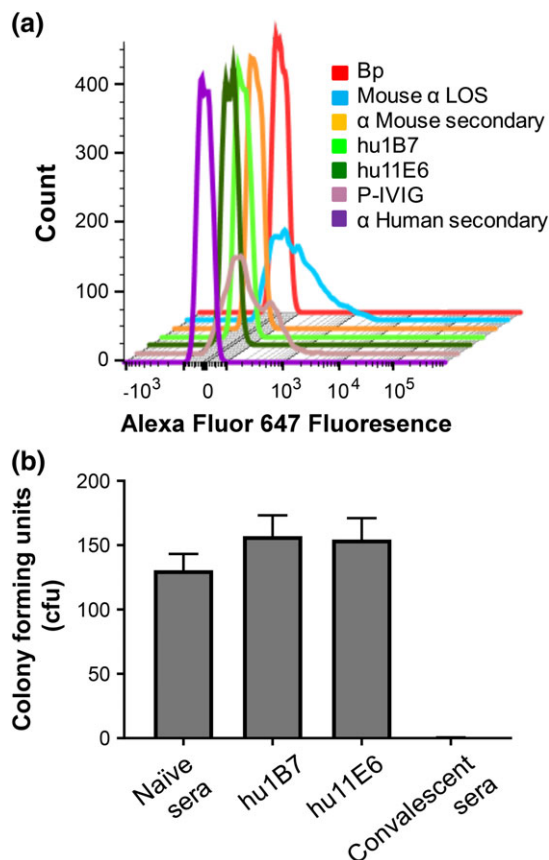 (a)
400
300
200
100
0
Count
-10³
0
10³
10⁴
10⁵
Alexa Fluor 647 Fluoresence
Bp
Mouse α LOS
α Mouse secondary
hu1B7
hu11E6
P-IVIG
α Human secondary
(b)
200
150
100
50
0
Colony forming units
(cfu)
Naïve
sera
hu1B7
hu11E6
Convalescent
sera